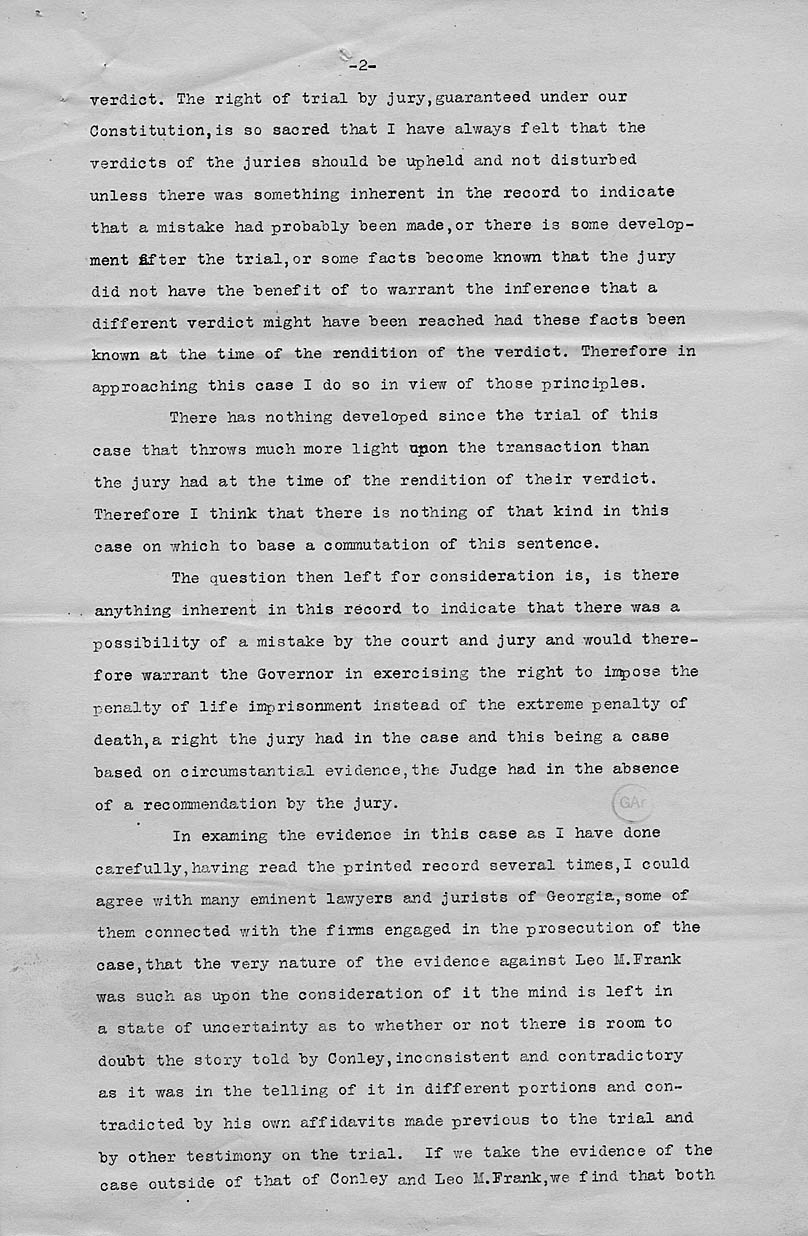 -2-
verdict. The right of trial by jury,guaranteed under our
Constitution,is so sacred that I have always felt that the
verdicts of the juries should be upheld and not disturbed
unless there was something inherent in the record to indicate
that a mistake had probably been made,or there is some develop-
ment after the trial,or some facts become known that the jury
did not have the benefit of to warrant the inference that a
different verdict might have been reached had these facts been
known at the time of the rendition of the verdict. Therefore in
approaching this case I do so in view of those principles.
There has nothing developed since the trial of this
case that throws much more light upon the transaction than
the jury had at the time of the rendition of their verdict.
Therefore I think that there is nothing of that kind in this
case on which to base a commutation of this sentence.
The question then left for consideration is, is there
anything inherent in this record to indicate that there was a
possibility of a mistake by the court and jury and would there-
fore warrant the Governor in exercising the right to impose the
penalty of life imprisonment instead of the extreme penalty of
death,a right the jury had in the case and this being a case
based on circumstantial evidence,the Judge had in the absence
of a recommendation by the jury.
GAr
In examing the evidence in this case as I have done
carefully,having read the printed record several times,I could
agree with many eminent lawyers and jurists of Georgia,some of
them connected with the firms engaged in the prosecution of the
case,that the very nature of the evidence against Leo M.Frank
was such as upon the consideration of it the mind is left in
a state of uncertainty as to whether or not there is room to
doubt the story told by Conley,inconsistent and contradictory
as it was in the telling of it in different portions and con-
tradicted by his own affidavits made previous to the trial and
by other testimony on the trial. If we take the evidence of the
case outside of that of Conley and Leo M.Frank,we find that both